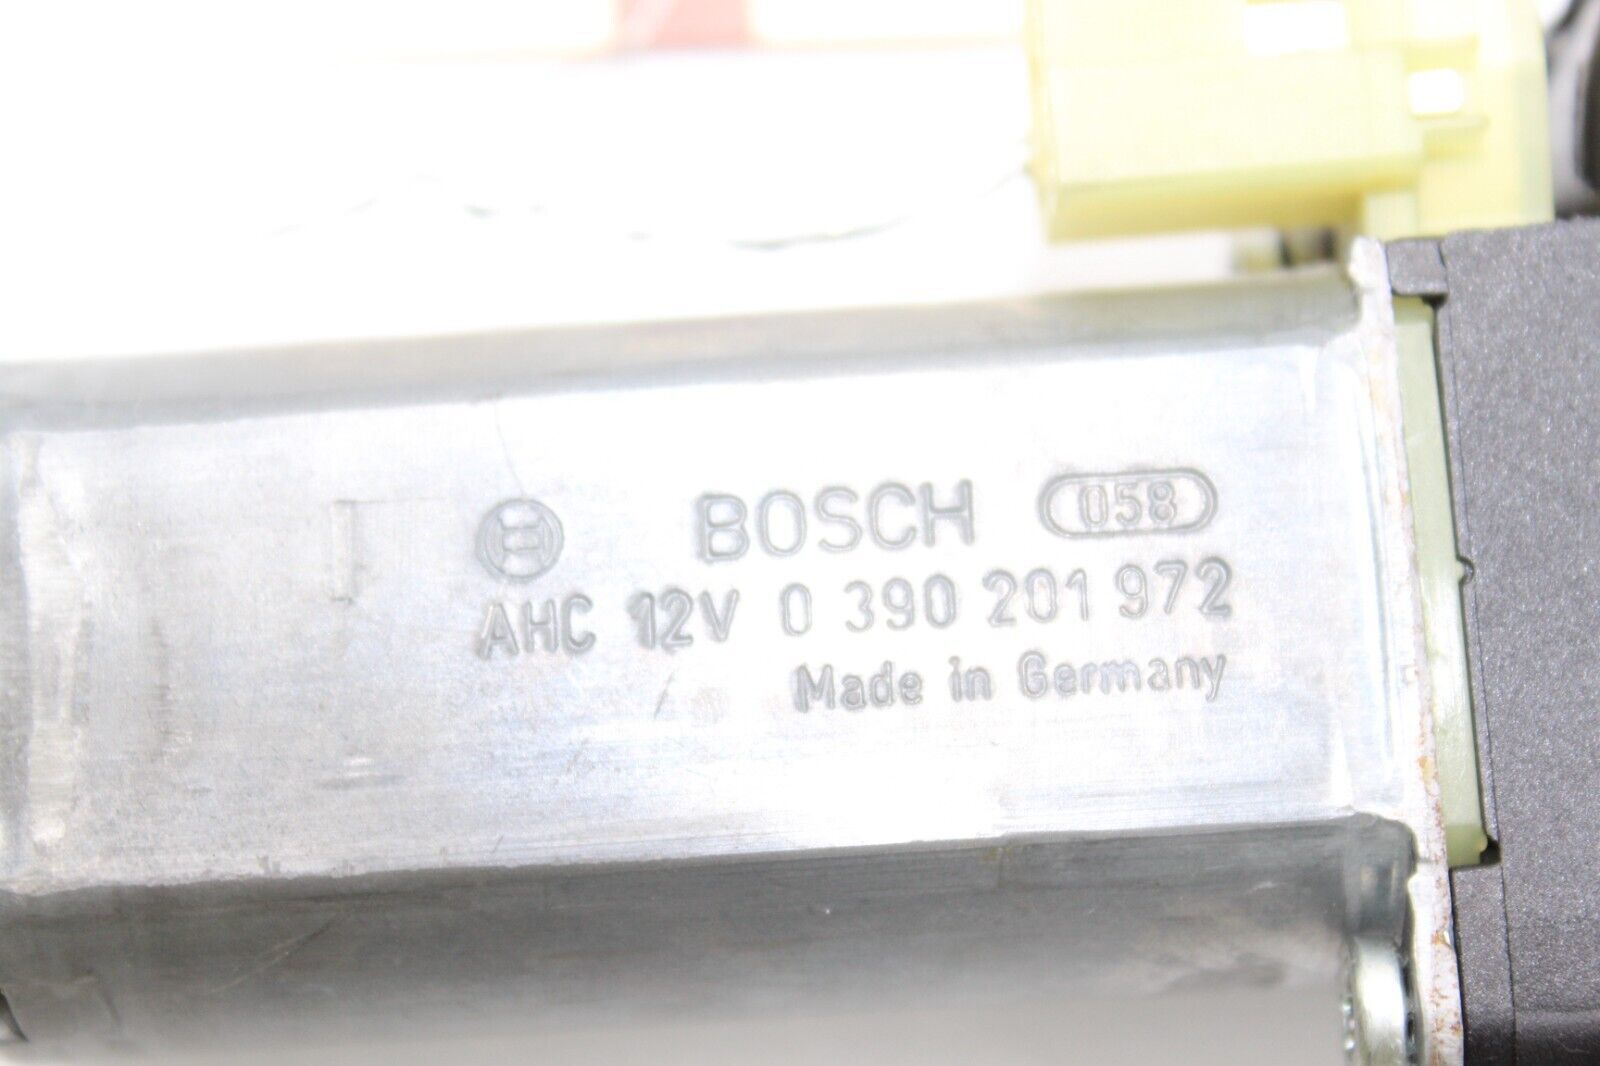 BOSCH 058
AHC 12V 0 390 201 972
Made in Germany